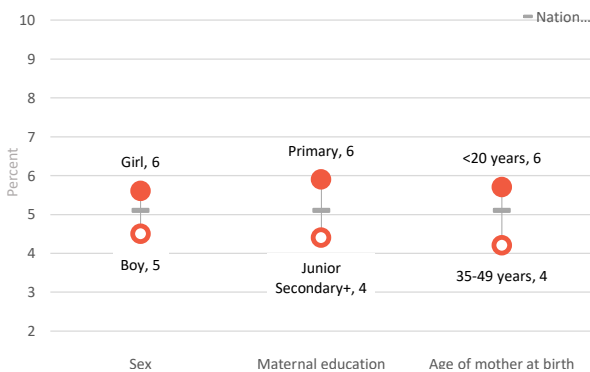 10
Nation…
9
8
7
6
5
4
3
2
Percent
Girl, 6
Boy, 5
Primary, 6
Junior
Secondary+, 4
<20 years, 6
35-49 years, 4
Sex
Maternal education
Age of mother at birth